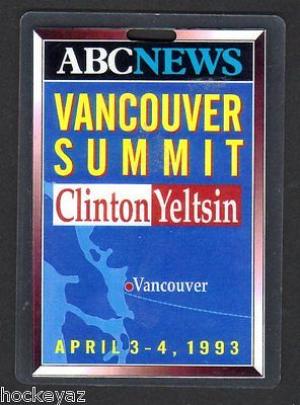 ABCNEWS
VANCOUVER
SUMMIT
Clinton Yeltsin
Vancouver
APRIL 3-4, 1993
hockeyaz